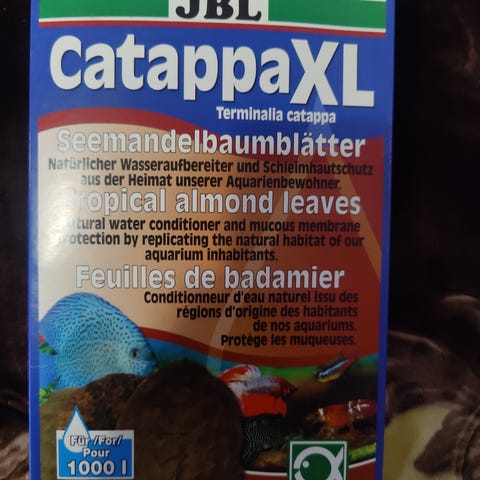 JBL
CatappaXL
Terminalia catappa
Seemandelbaumblätter
Natürlicher Wasseraufbereiter und Schleimhautschutz
aus der Heimat unserer Aquarienbewohner.
Tropical almond leaves
Natural water conditioner and mucous membrane
protection by replicating the natural habitat of our
aquarium inhabitants.
Feuilles de badamier
Conditionneur d'eau naturel issu des
régions d'origine des habitants
de nos aquariums.
Protège les muqueuses.
Für /For/
Pour
1000 l